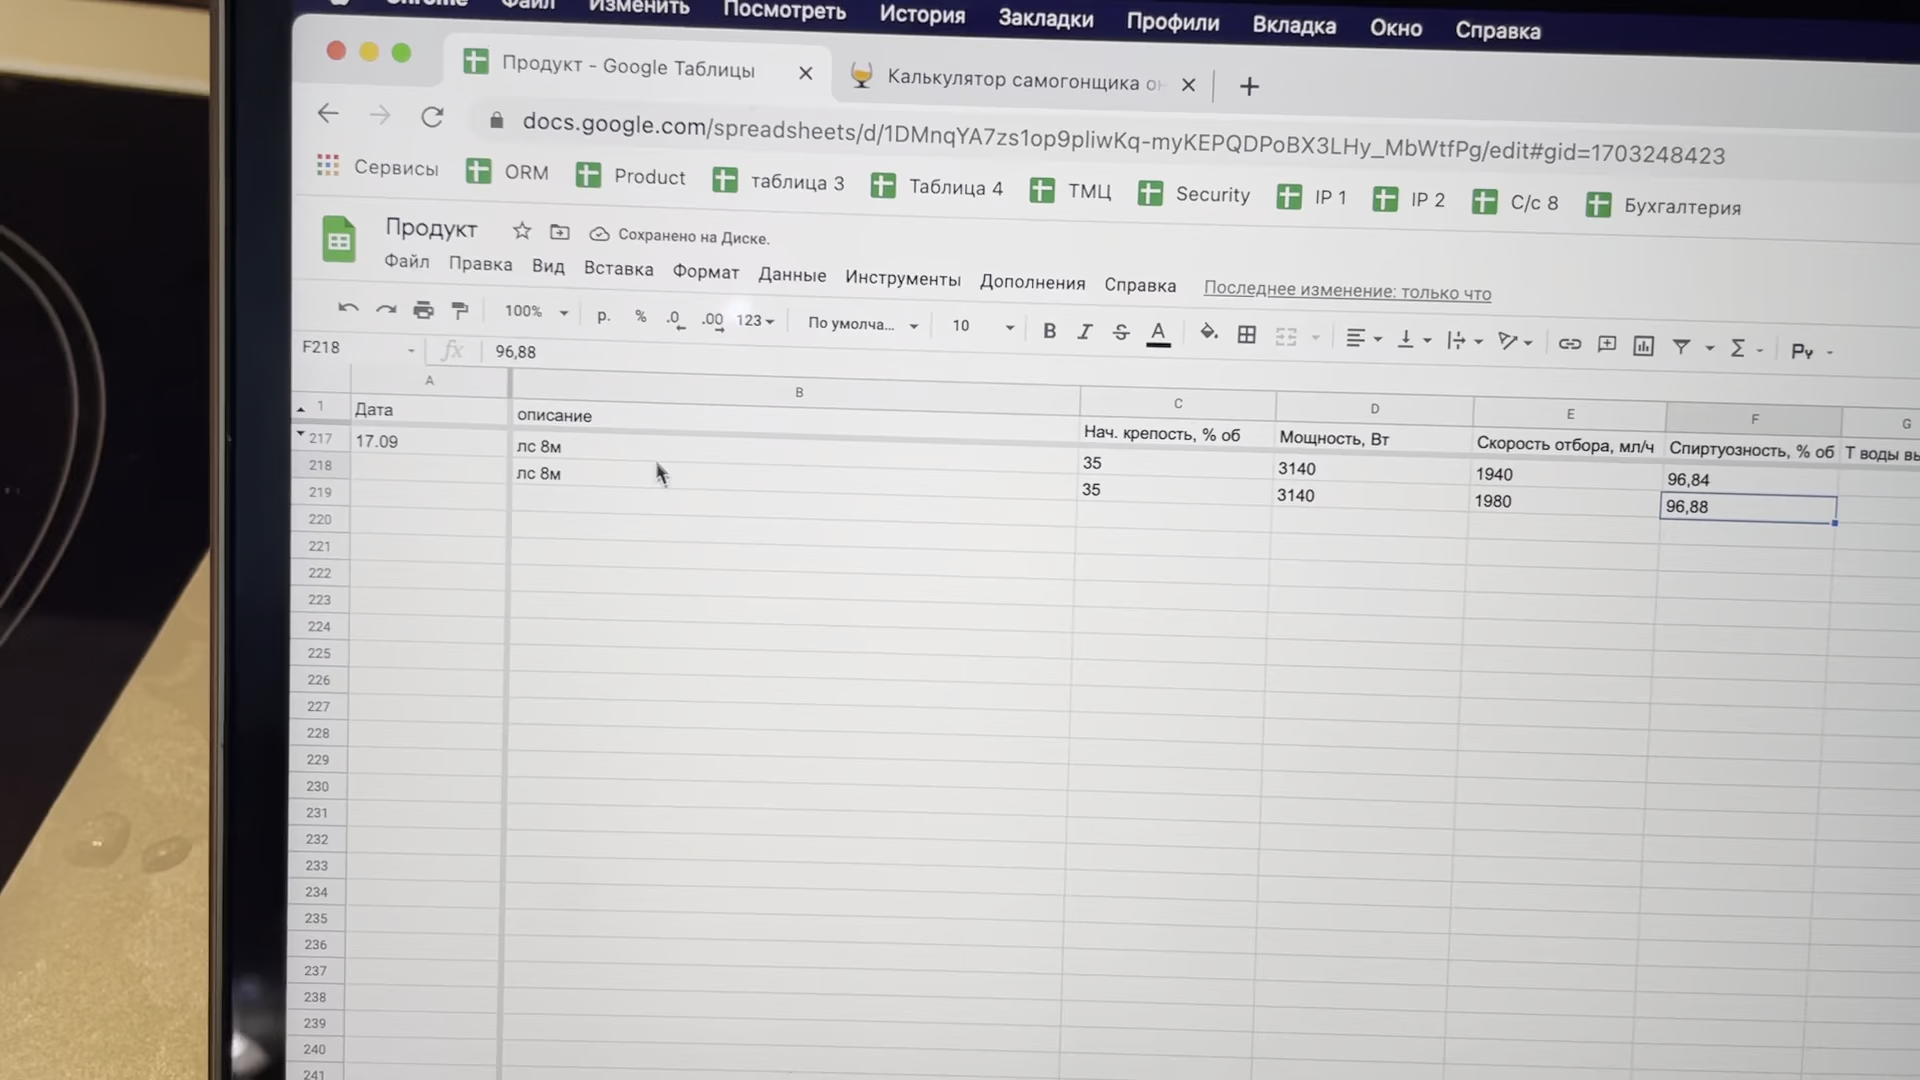 Chrome Файл Изменить Посмотреть История Закладки Профили Вкладка Окно Справка
Продукт - Google Таблицы Калькулятор самогонщика
docs.google.com/spreadsheets/d/1DMnqYA7zs1op9pliwKq-myKEPQDPoBX3LHy_MbWtfPg/edit#gid=1703248423
Сервисы ORM Product таблица 3 Таблица 4 ТМЦ Security IP 1 IP 2 С/с 8 Бухгалтерия
Продукт Сохранено на Диске.
Файл Правка Вид Вставка Формат Данные Инструменты Дополнения Справка Последнее изменение: только что
100% р. % .0 .00 123 По умолча... 10 B I S A Σ Ру
F218 fx 96,88
A B C D E F G
1 Дата описание Нач. крепость, % об Мощность, Вт Скорость отбора, мл/ч Спиртуозность, % об Т воды вы
217 17.09 лс 8м 35 3140 1940 96,84
218 лс 8м 35 3140 1980 96,88
219
220
221
222
223
224
225
226
227
228
229
230
231
232
233
234
235
236
237
238
239
240
241